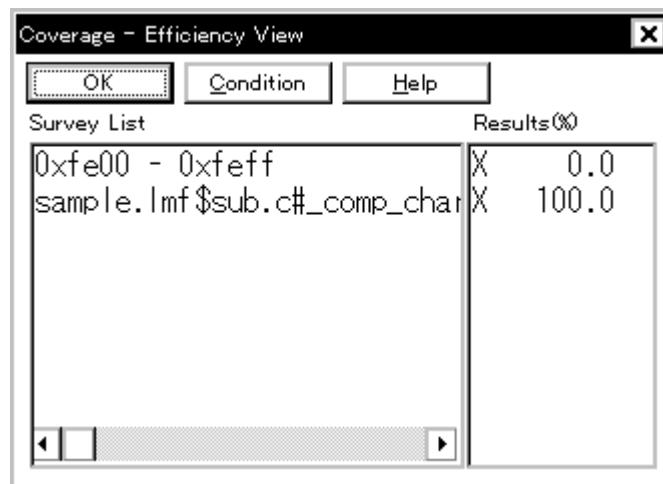 Coverage - Efficiency View
OK Condition Help
Survey List Results(%)
0xfe00 - 0xfeff X 0.0
sample.lmf$sub.c#_comp_char X 100.0